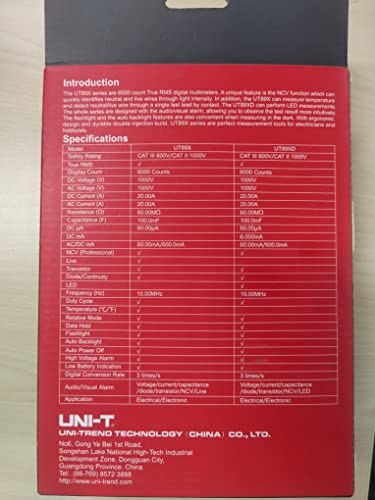 Introduction
The UT89X series are 6000-count True RMS digital multimeters. A unique feature is the NCV function which can
quickly identifies neutral and live wires through light intensity. In addition, the UT89X can measure temperature
and detect neutral/live wire through a single test lead by contact. The UT89XD can perform LED measurements.
The whole series are designed with the audio/visual alarm, allowing you to observe the test result more intuitively.
The flashlight and the auto backlight features are also convenient when measuring in the dark. With ergonomic
design and durable double injection build, UT89X series are perfect measurement tools for electricians and
hobbyists.
Specifications
Model UT89X UT89XD
Safety Rating CAT III 600V/CAT II 1000V CAT III 600V/CAT II 1000V
True RMS √ √
Display Count 6000 Counts 6000 Counts
DC Voltage (V) 1000V 1000V
AC Voltage (V) 1000V 1000V
DC Current (A) 20.00A 20.00A
AC Current (A) 20.00A 20.00A
Resistance (Ω) 60.00MΩ 60.00MΩ
Capacitance (F) 100.0mF 100.0mF
DC μA 60.00μA 60.00μA
DC mA 6.000mA
AC/DC mA 60.00mA/600.0mA 60.00mA/600.0mA
NCV (Professional) √ √
Live √
Transistor √ √
Diode/Continuity √ √
LED √
Frequency (Hz) 10.00MHz 10.00MHz
Duty Cycle √ √
Temperature (°C/°F) √
Relative Mode √ √
Data Hold √ √
Flashlight √ √
Auto Backlight √ √
Auto Power Off √ √
High Voltage Alarm √ √
Low Battery Indication √ √
Digital Conversion Rate 3 times/s 3 times/s
Audio/Visual Alarm Voltage/current/capacitance Voltage/current/capacitance
/diode/transistor/NCV/Live /diode/transistor/NCV/LED
Application Electrical/Electronic Electrical/Electronic
UNI-T®
UNI-TREND TECHNOLOGY (CHINA) CO., LTD.
No6, Gong Ye Bei 1st Road,
Songshan Lake National High-Tech Industrial
Development Zone, Dongguan City,
Guangdong Province, China
Tel: (86-769) 8572 3888
http://www.uni-trend.com